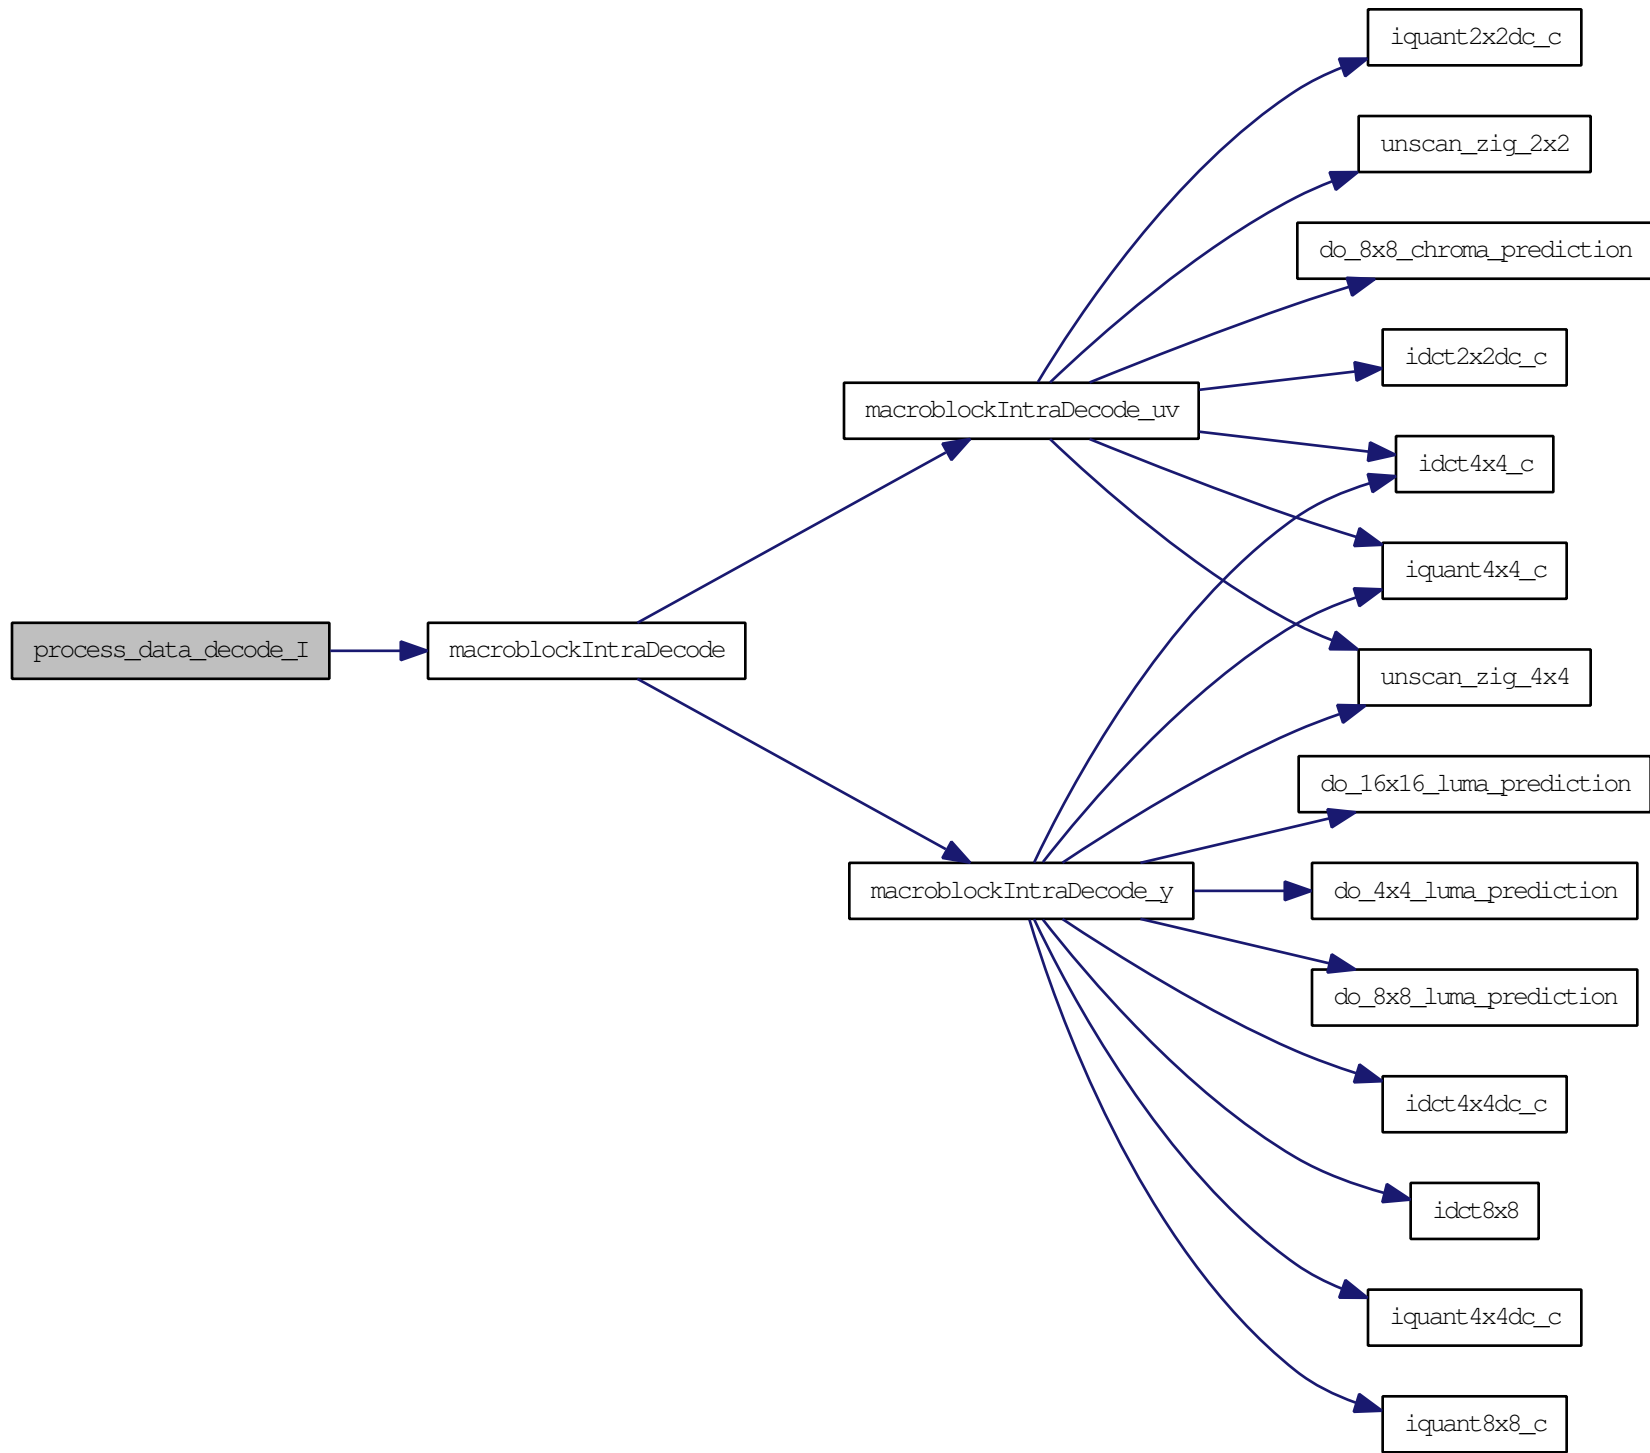 iquant2x2dc_c
unscan_zig_2x2
do_8x8_chroma_prediction
idct2x2dc_c
macroblockIntraDecode_uv
idct4x4_c
iquant4x4_c
process_data_decode_I
macroblockIntraDecode
unscan_zig_4x4
do_16x16_luma_prediction
macroblockIntraDecode_y
do_4x4_luma_prediction
do_8x8_luma_prediction
idct4x4dc_c
idct8x8
iquant4x4dc_c
iquant8x8_c